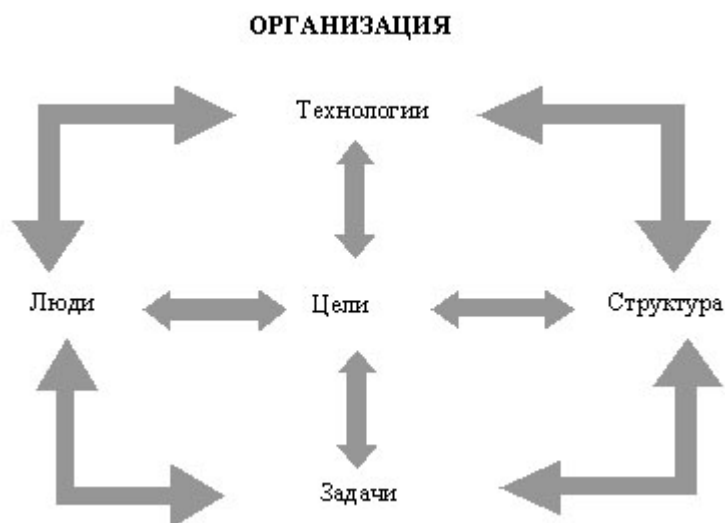 ОРГАНИЗАЦИЯ
Технологии
Люди
Цели
Структура
Задачи